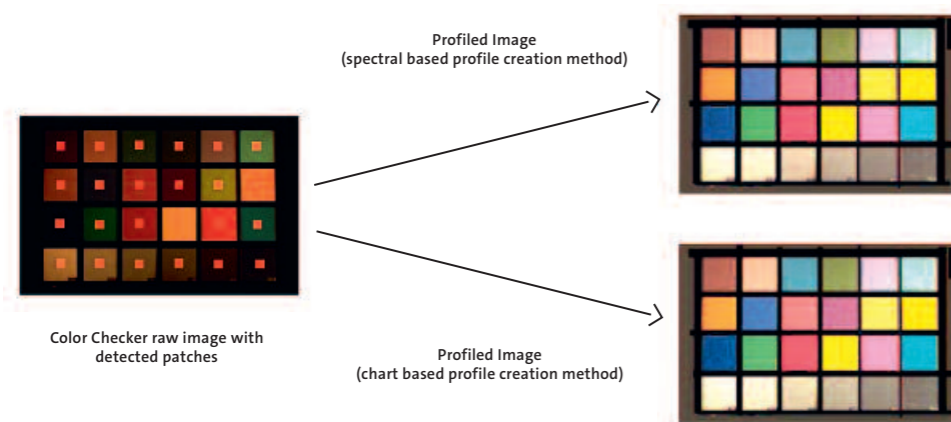 Profiled Image
(spectral based profile creation method)
Color Checker raw image with
detected patches
Profiled Image
(chart based profile creation method)